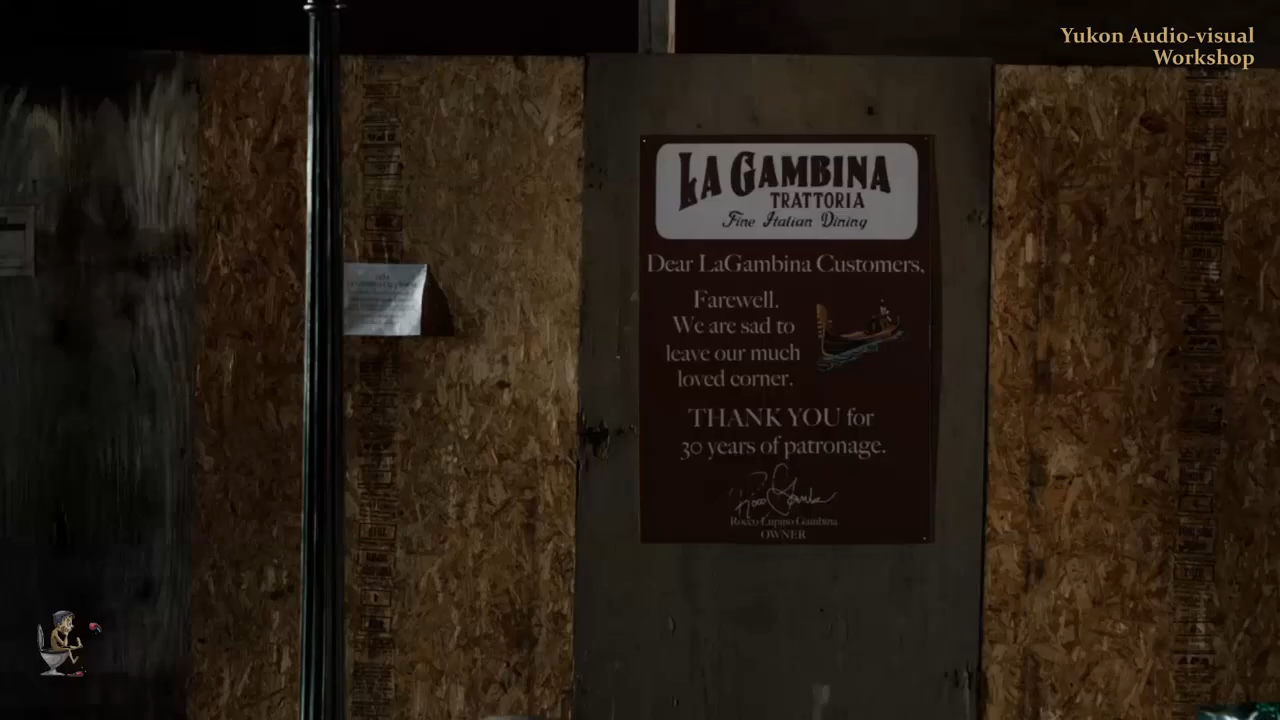 Yukon Audio-visual
Workshop
LA GAMBINA
TRATTORIA
Fine Italian Dining
Dear LaGambina Customers,
Farewell.
We are sad to
leave our much
loved corner.
THANK YOU for
30 years of patronage.
Rocco Lupino Gambina
OWNER